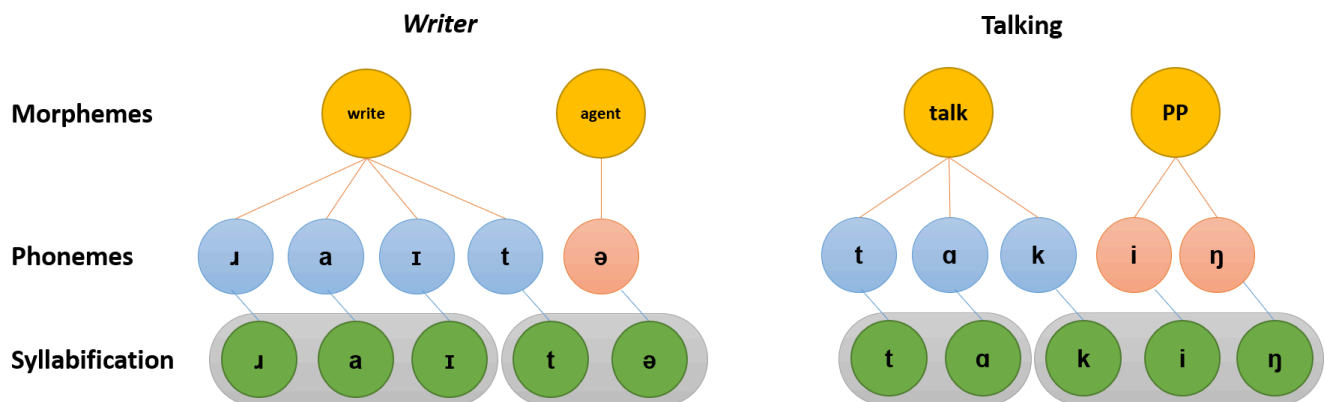 Writer Talking
Morphemes write agent talk PP
Phonemes ɹ a ɪ t ə t ɑ k i ŋ
Syllabification ɹ a ɪ t ə t ɑ k i ŋ